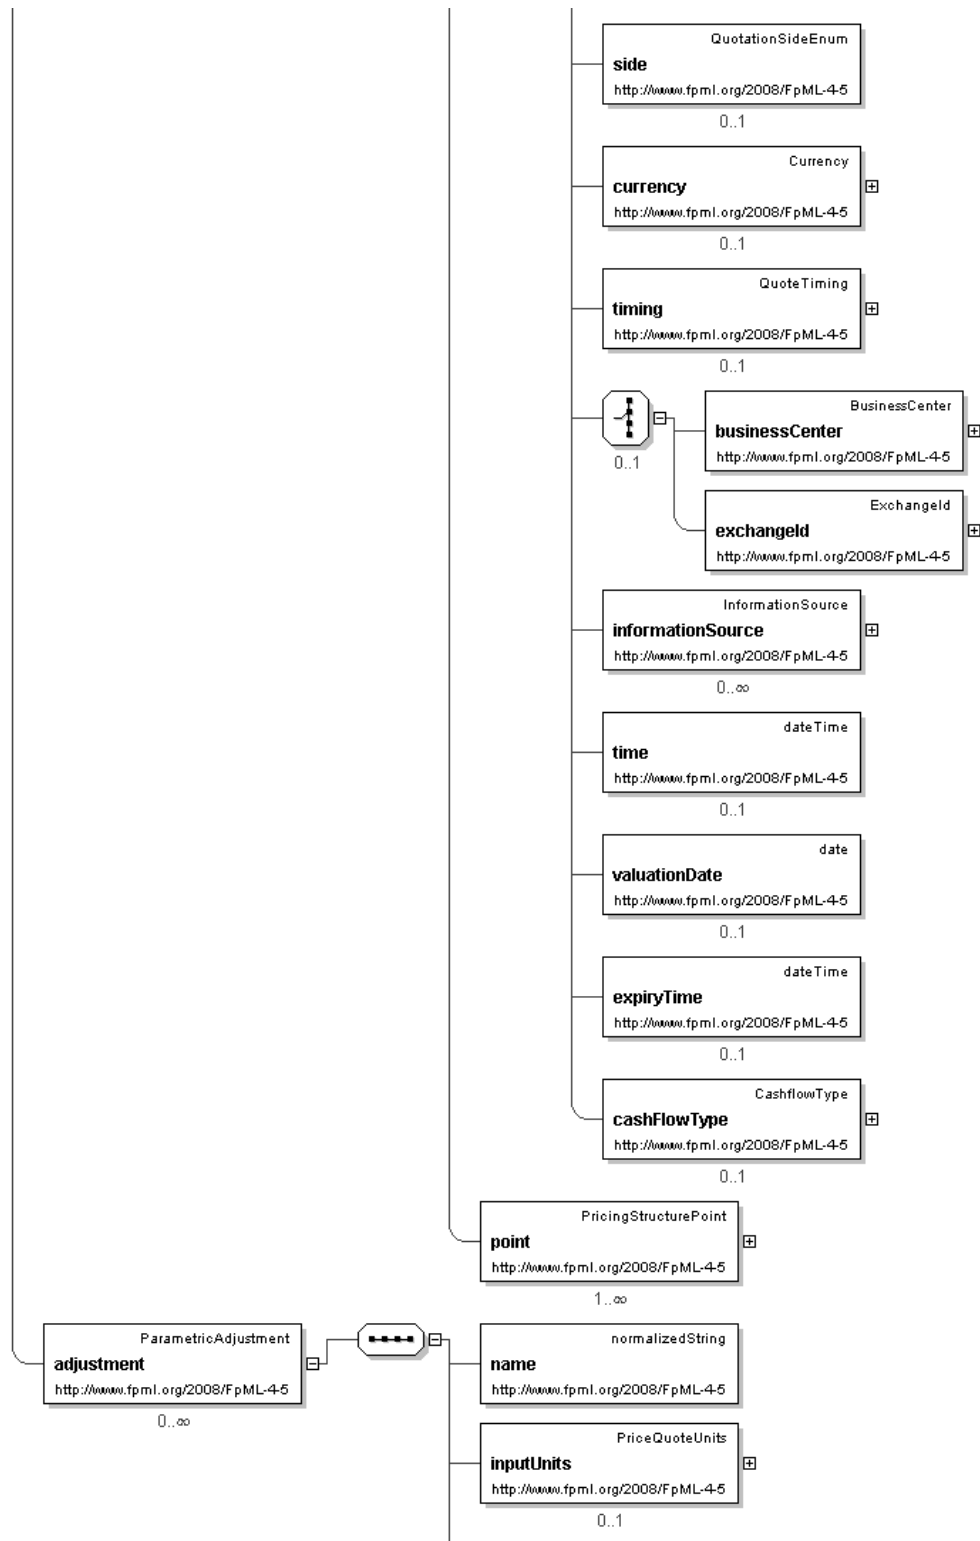 QuotationSideEnum
side
http://www.fpml.org/2008/FpML-4-5
0..1
Currency
currency
http://www.fpml.org/2008/FpML-4-5
0..1
QuoteTiming
timing
http://www.fpml.org/2008/FpML-4-5
0..1
0..1
BusinessCenter
businessCenter
http://www.fpml.org/2008/FpML-4-5
ExchangeId
exchangeId
http://www.fpml.org/2008/FpML-4-5
InformationSource
informationSource
http://www.fpml.org/2008/FpML-4-5
0..∞
dateTime
time
http://www.fpml.org/2008/FpML-4-5
0..1
date
valuationDate
http://www.fpml.org/2008/FpML-4-5
0..1
dateTime
expiryTime
http://www.fpml.org/2008/FpML-4-5
0..1
CashflowType
cashFlowType
http://www.fpml.org/2008/FpML-4-5
0..1
PricingStructurePoint
point
http://www.fpml.org/2008/FpML-4-5
1..∞
ParametricAdjustment
adjustment
http://www.fpml.org/2008/FpML-4-5
0..∞
normalizedString
name
http://www.fpml.org/2008/FpML-4-5
PriceQuoteUnits
inputUnits
http://www.fpml.org/2008/FpML-4-5
0..1